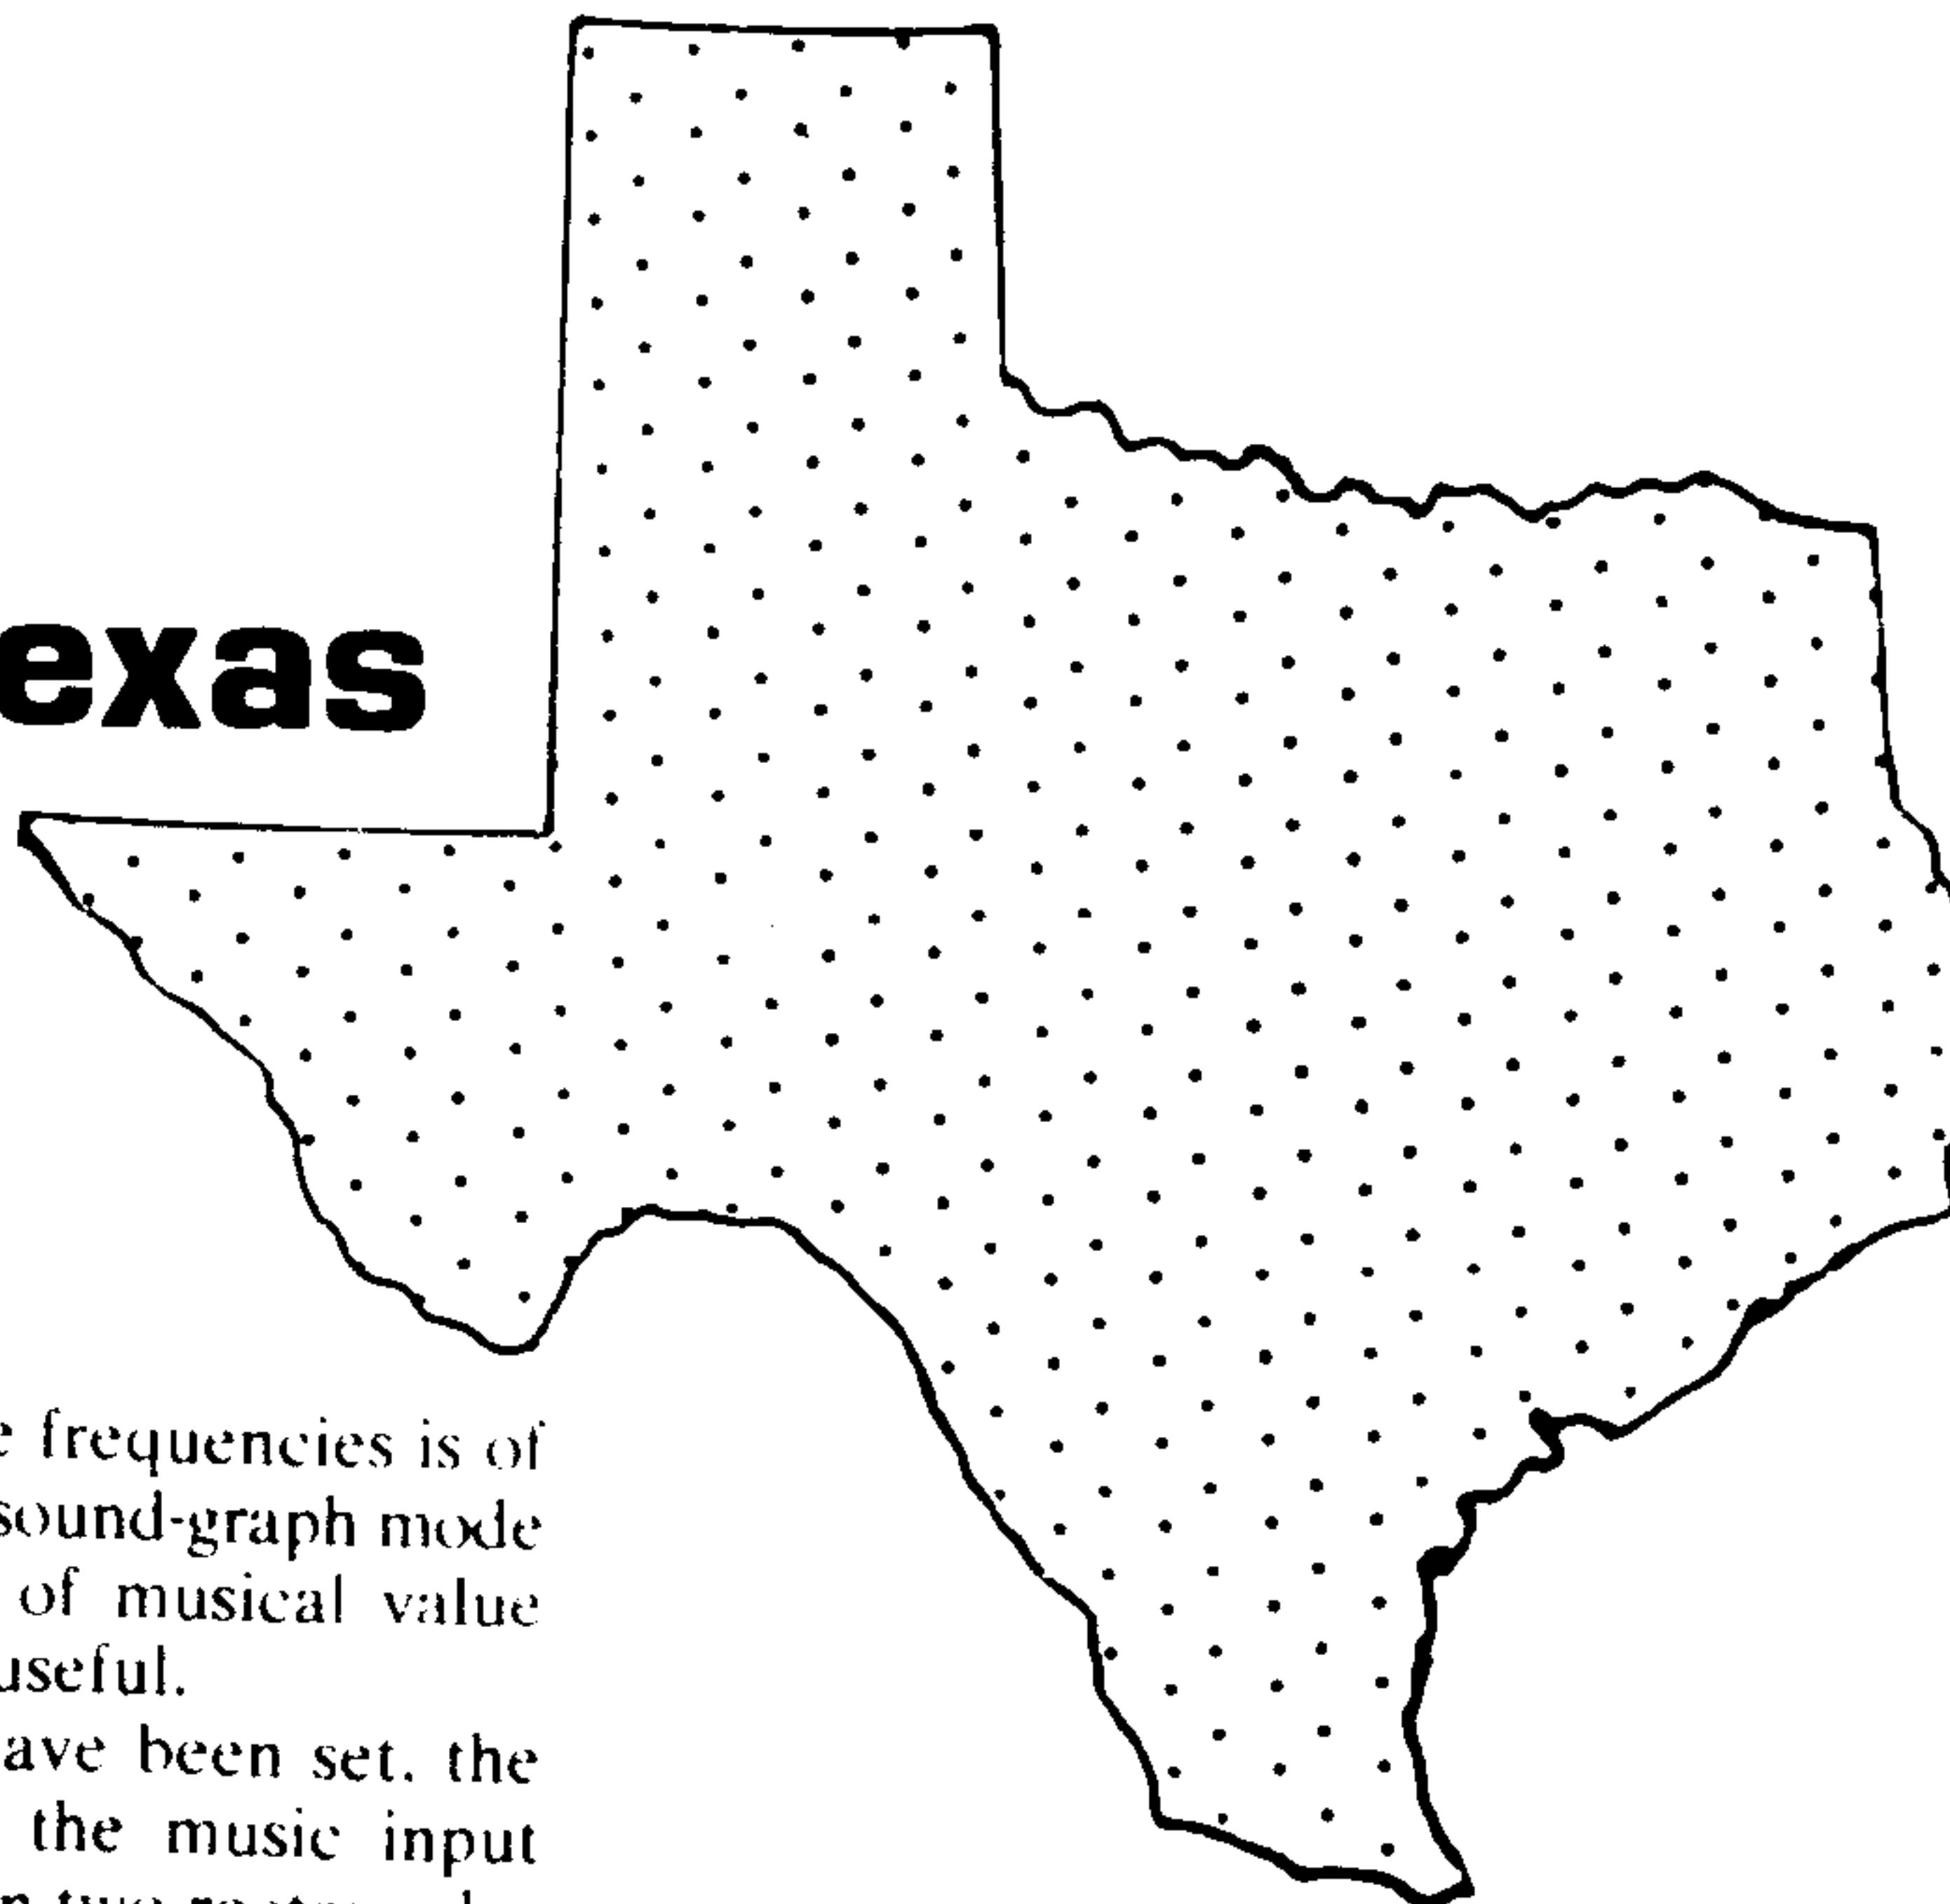 exas
e frequencies is of
sound-graph mode
of musical value
useful.
ave been set. the
the music input